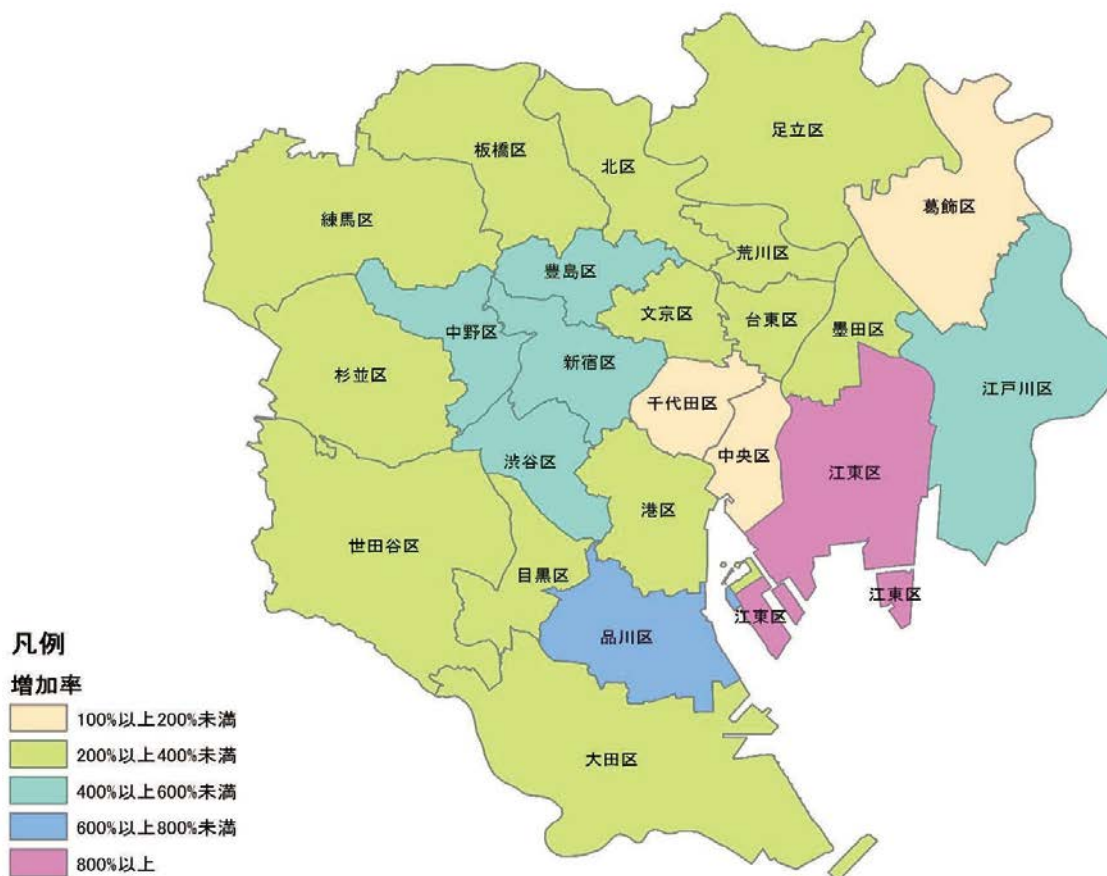 足立区
板橋区
北区
葛飾区
練馬区
荒川区
豊島区
文京区
台東区
墨田区
中野区
新宿区
杉並区
千代田区
江戸川区
中央区
渋谷区
江東区
港区
世田谷区
目黒区
江東区
江東区
品川区
大田区
凡例
増加率
100%以上200%未満
200%以上400%未満
400%以上600%未満
600%以上800%未満
800%以上